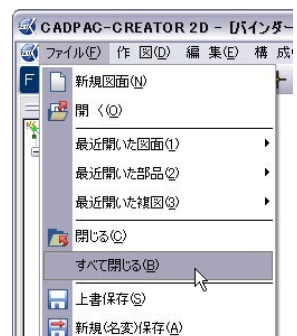 CADPAC-CREATOR 2D - [バインダー
ファイル(F) 作 図(D) 編 集(E) 構 成
新規図面(N)
開 く(O)
最近開いた図面(1)
最近開いた部品(2)
最近開いた複図(3)
閉じる(C)
すべて閉じる(B)
上書保存(S)
新規(名変)保存(A)